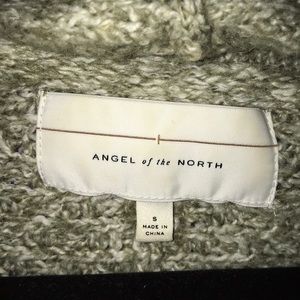 ANGEL of the NORTH
S
MADE IN
CHINA